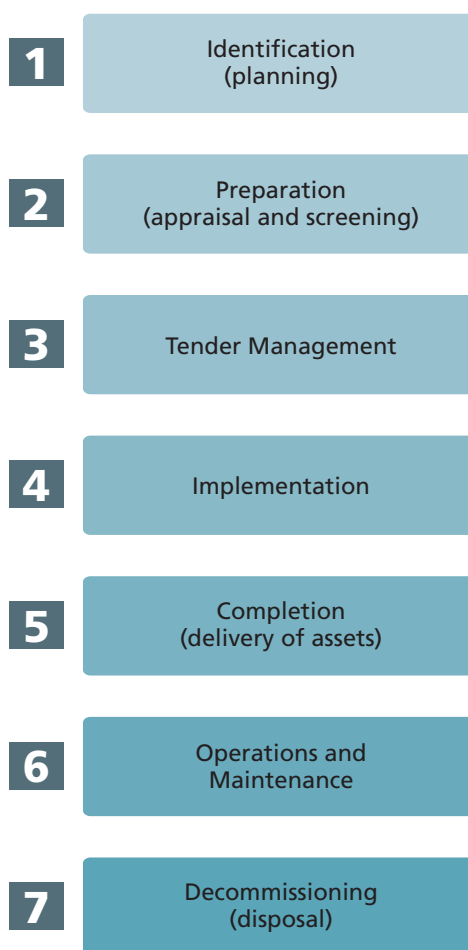 1
Identification
(planning)
2
Preparation
(appraisal and screening)
3
Tender Management
4
Implementation
5
Completion
(delivery of assets)
6
Operations and
Maintenance
7
Decommissioning
(disposal)